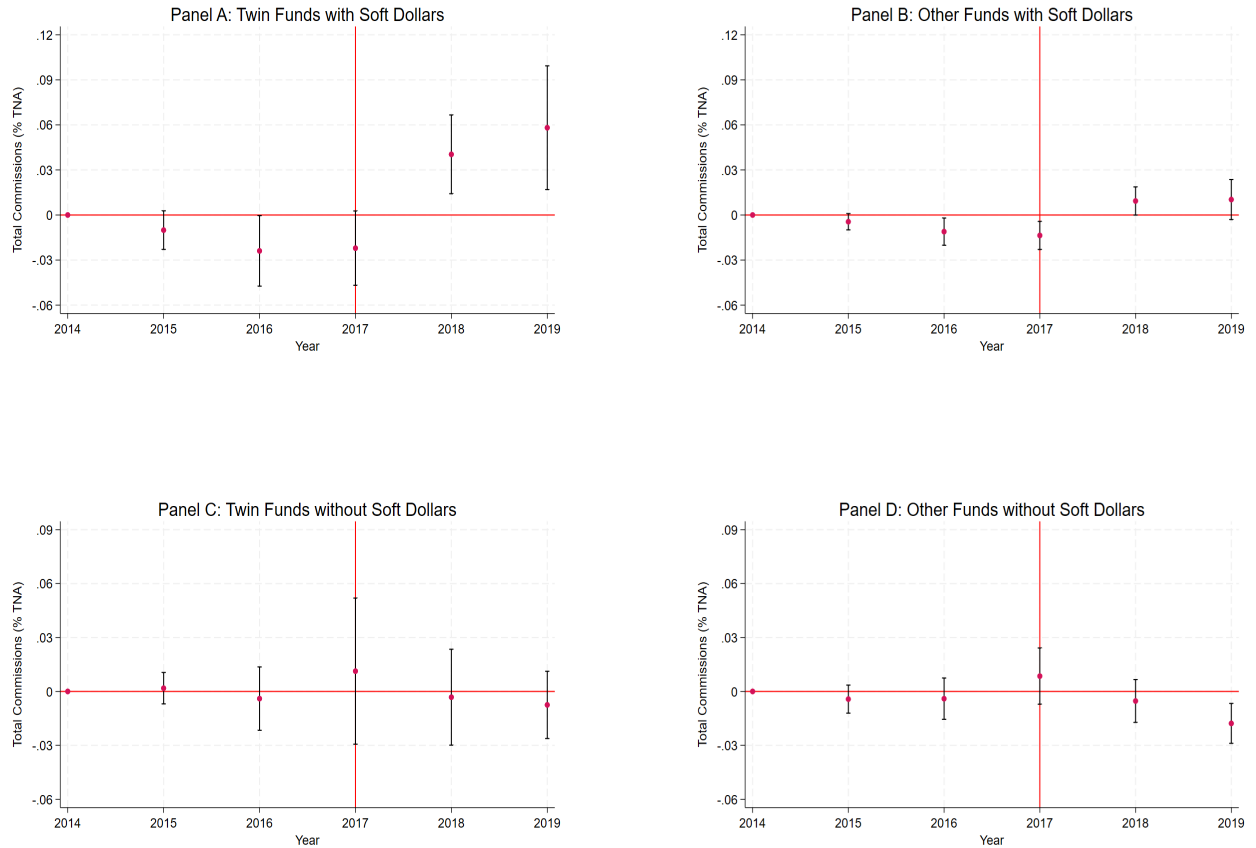 Panel A: Twin Funds with Soft Dollars
Total Commissions (% TNA)
.12
.09
.06
.03
0
-.03
-.06
2014 2015 2016 2017 2018 2019
Year
Panel B: Other Funds with Soft Dollars
Total Commissions (% TNA)
.12
.09
.06
.03
0
-.03
-.06
2014 2015 2016 2017 2018 2019
Year
Panel C: Twin Funds without Soft Dollars
Total Commissions (% TNA)
.09
.06
.03
0
-.03
-.06
2014 2015 2016 2017 2018 2019
Year
Panel D: Other Funds without Soft Dollars
Total Commissions (% TNA)
.09
.06
.03
0
-.03
-.06
2014 2015 2016 2017 2018 2019
Year